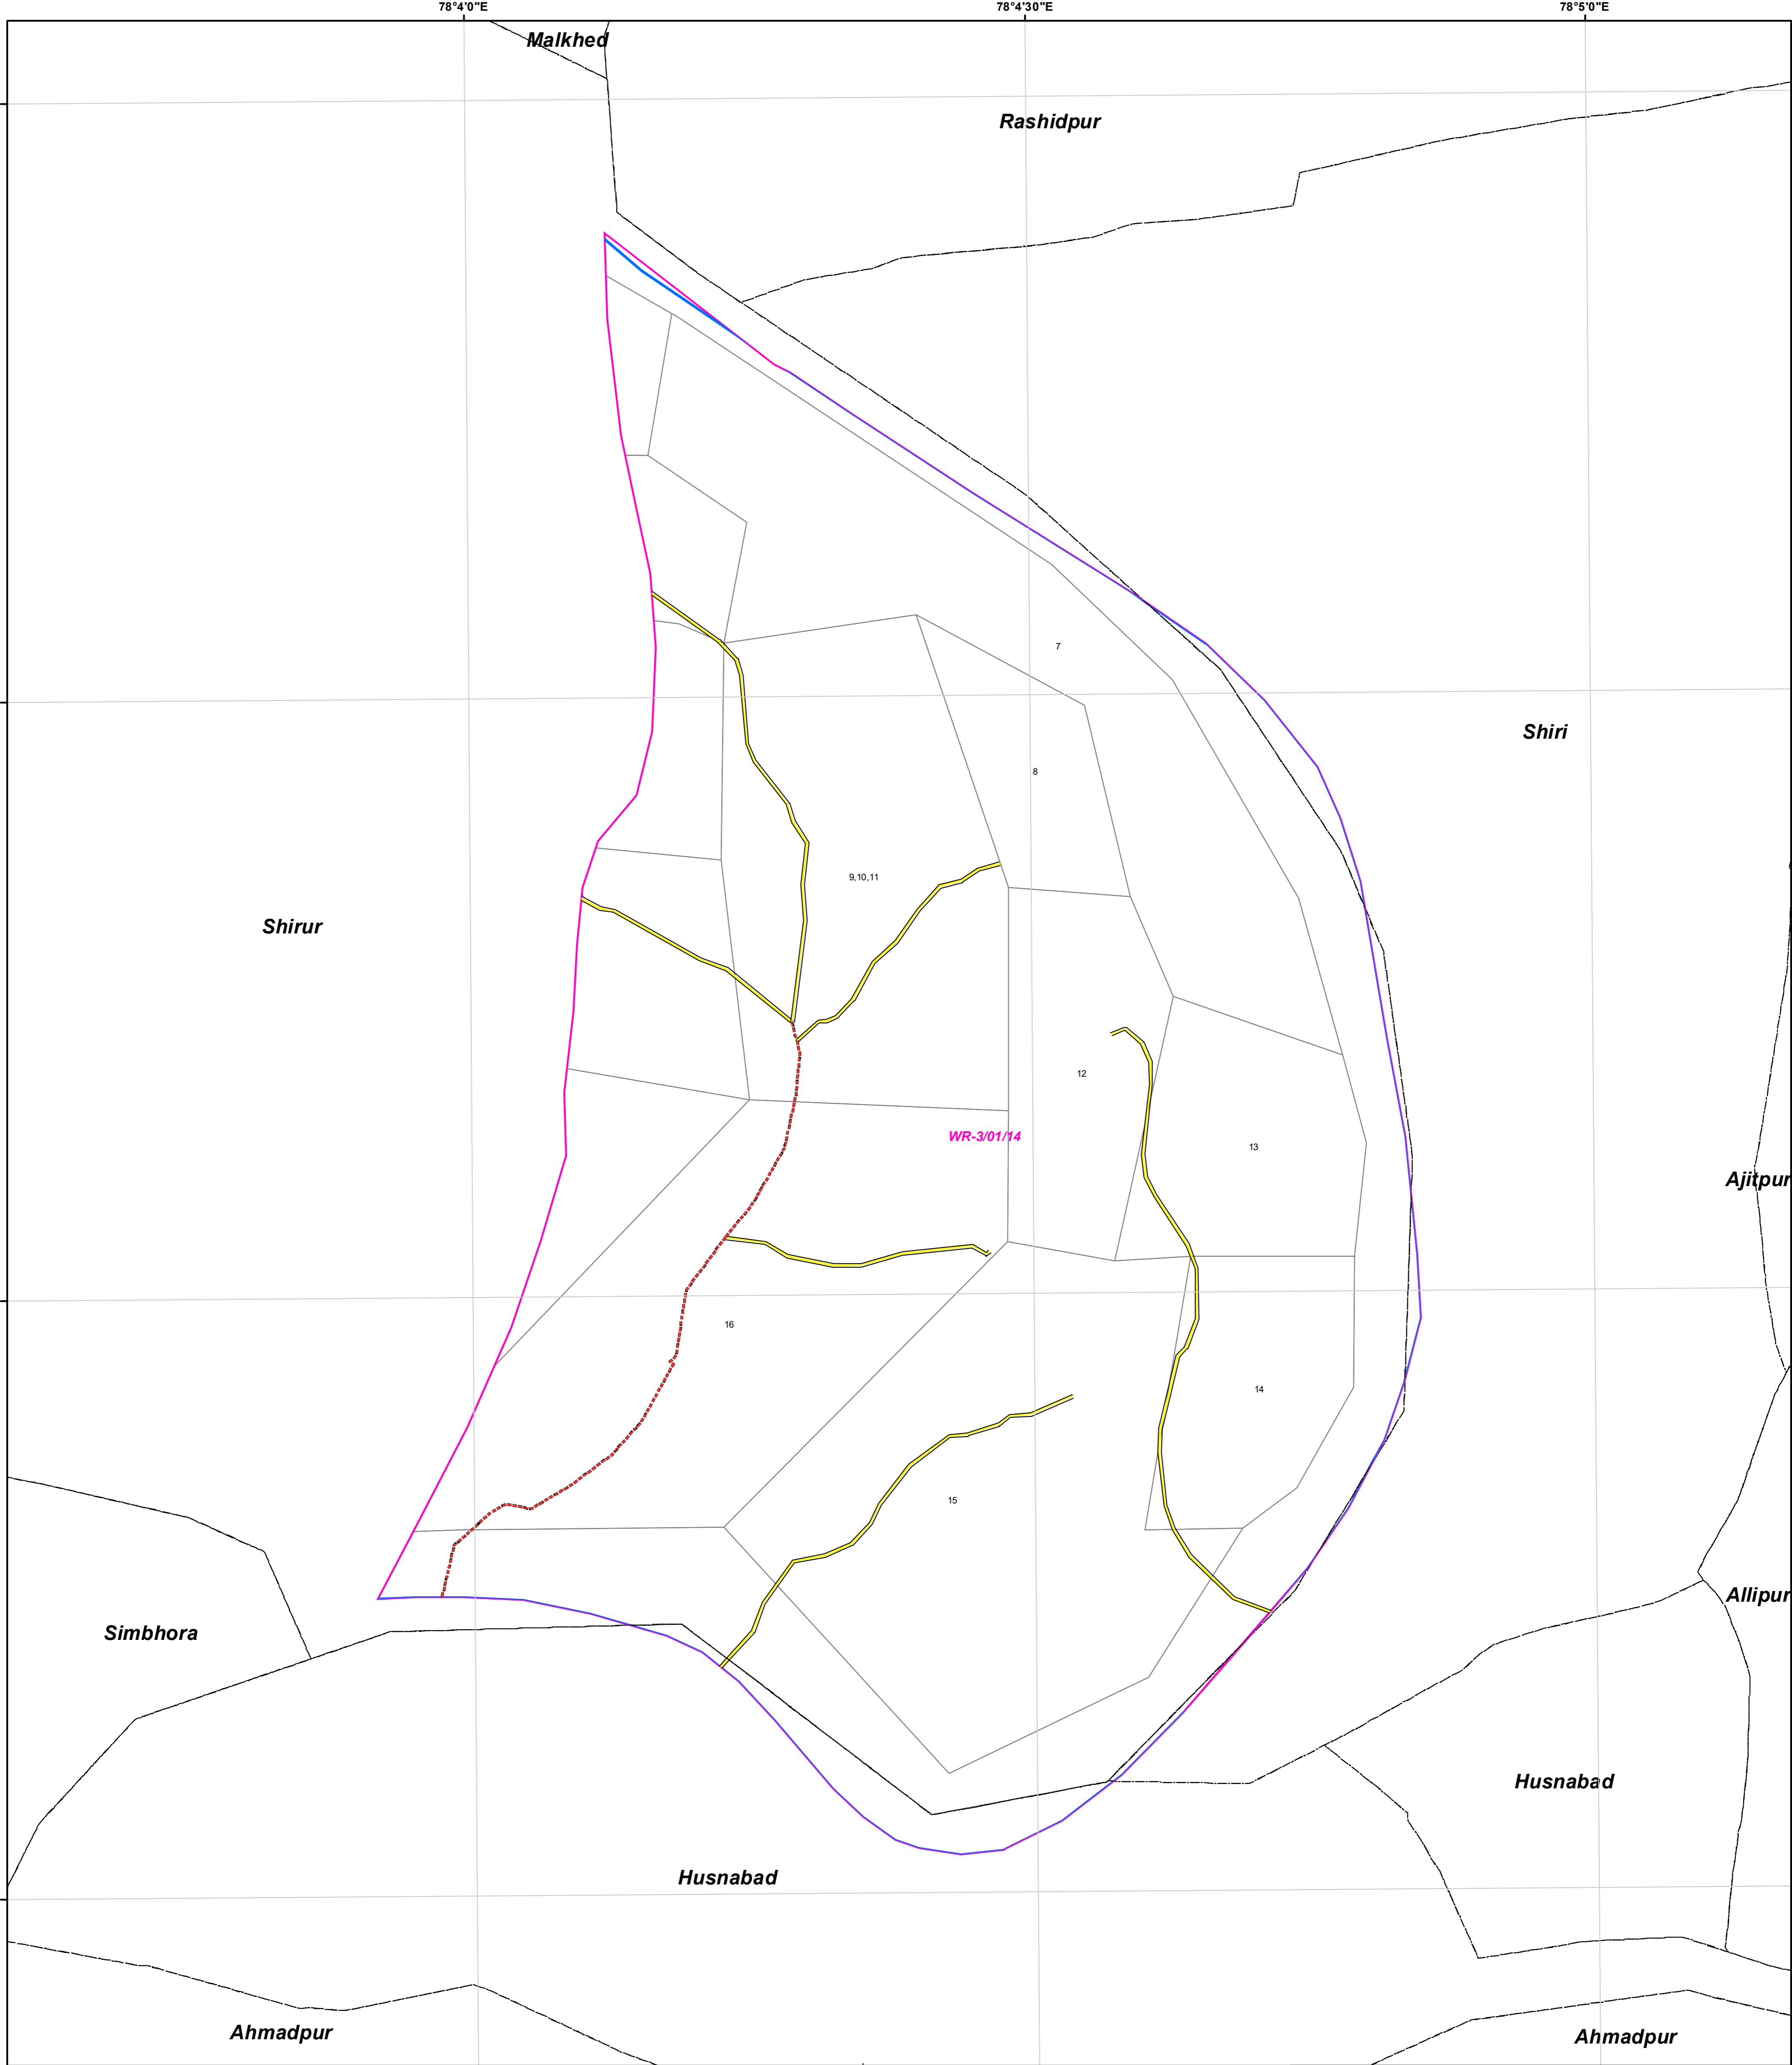 78°4'0"E
78°4'30"E
78°5'0"E
Malkhed
Rashidpur
7
Shiri
8
9,10,11
Shirur
12
WR-3/01/14
13
Ajitpur
16
14
15
Allipur
Simbhora
Husnabad
Husnabad
Ahmadpur
Ahmadpur